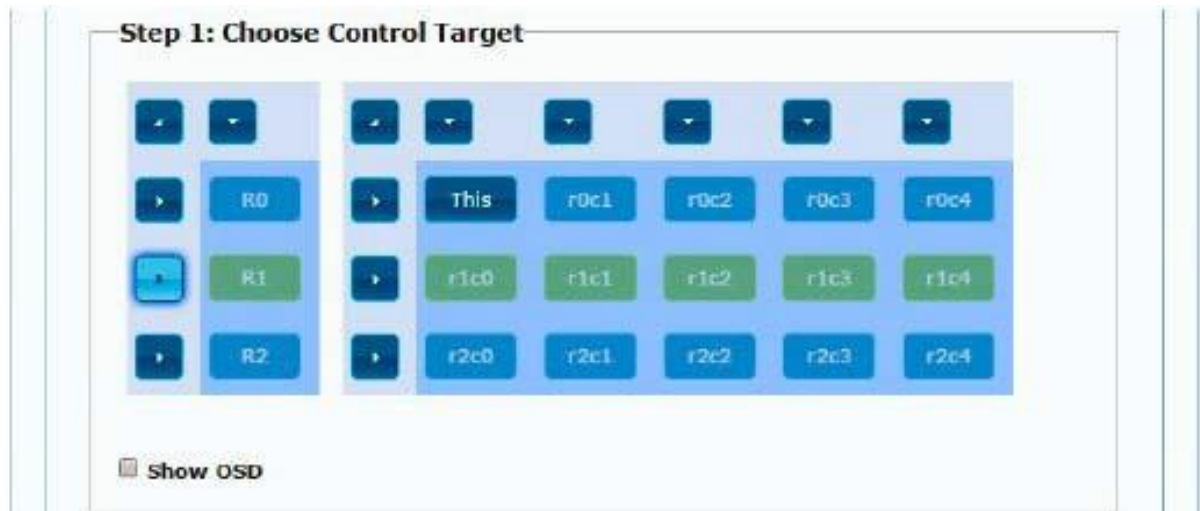 Step 1: Choose Control Target
R0 This r0c1 r0c2 r0c3 r0c4
R1 r1c0 r1c1 r1c2 r1c3 r1c4
R2 r2c0 r2c1 r2c2 r2c3 r2c4
Show OSD